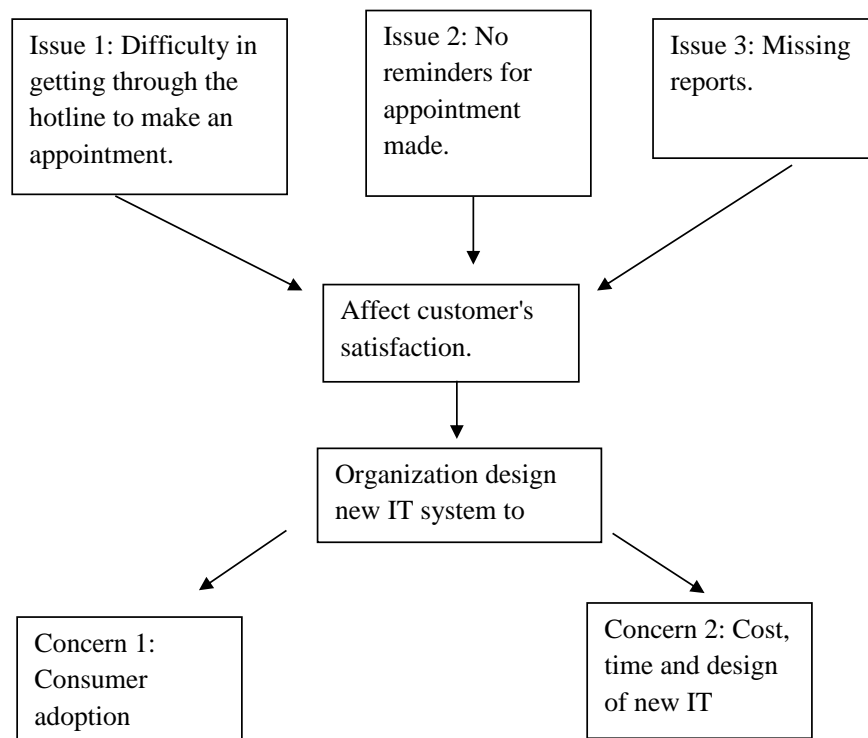 Issue 1: Difficulty in
getting through the
hotline to make an
appointment.
Issue 2: No
reminders for
appointment
made.
Issue 3: Missing
reports.
Affect customer's
satisfaction.
Organization design
new IT system to
Concern 1:
Consumer
adoption
Concern 2: Cost,
time and design
of new IT